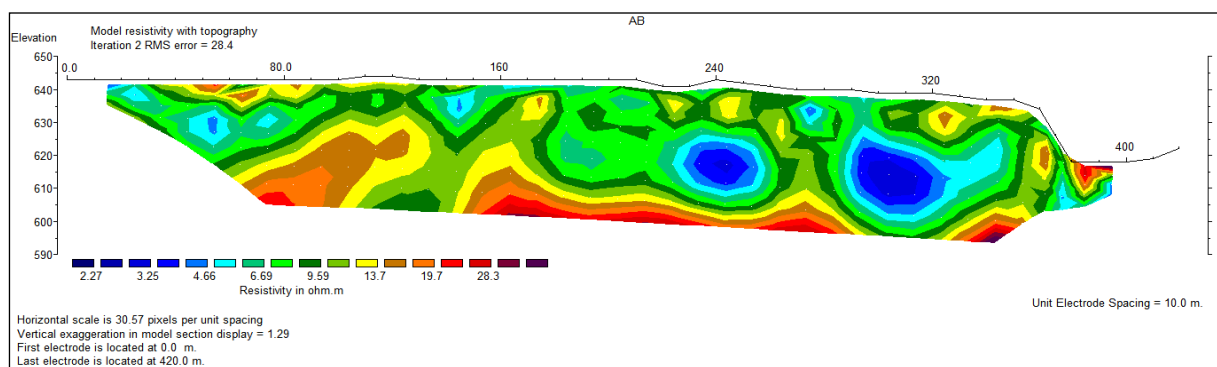 AB
Model resistivity with topography
Elevation
Iteration 2 RMS error = 28.4
650
0.0 80.0 160 240 320
640
630
620
400
610
600
590
2.27 3.25 4.66 6.69 9.59 13.7 19.7 28.3
Resistivity in ohm.m
Unit Electrode Spacing = 10.0 m.
Horizontal scale is 30.57 pixels per unit spacing
Vertical exaggeration in model section display = 1.29
First electrode is located at 0.0 m.
Last electrode is located at 420.0 m.